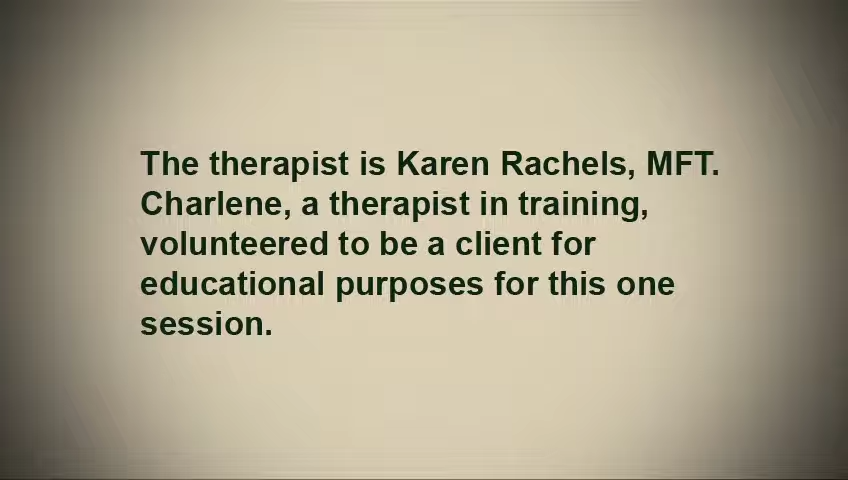 The therapist is Karen Rachels, MFT.
Charlene, a therapist in training,
volunteered to be a client for
educational purposes for this one
session.